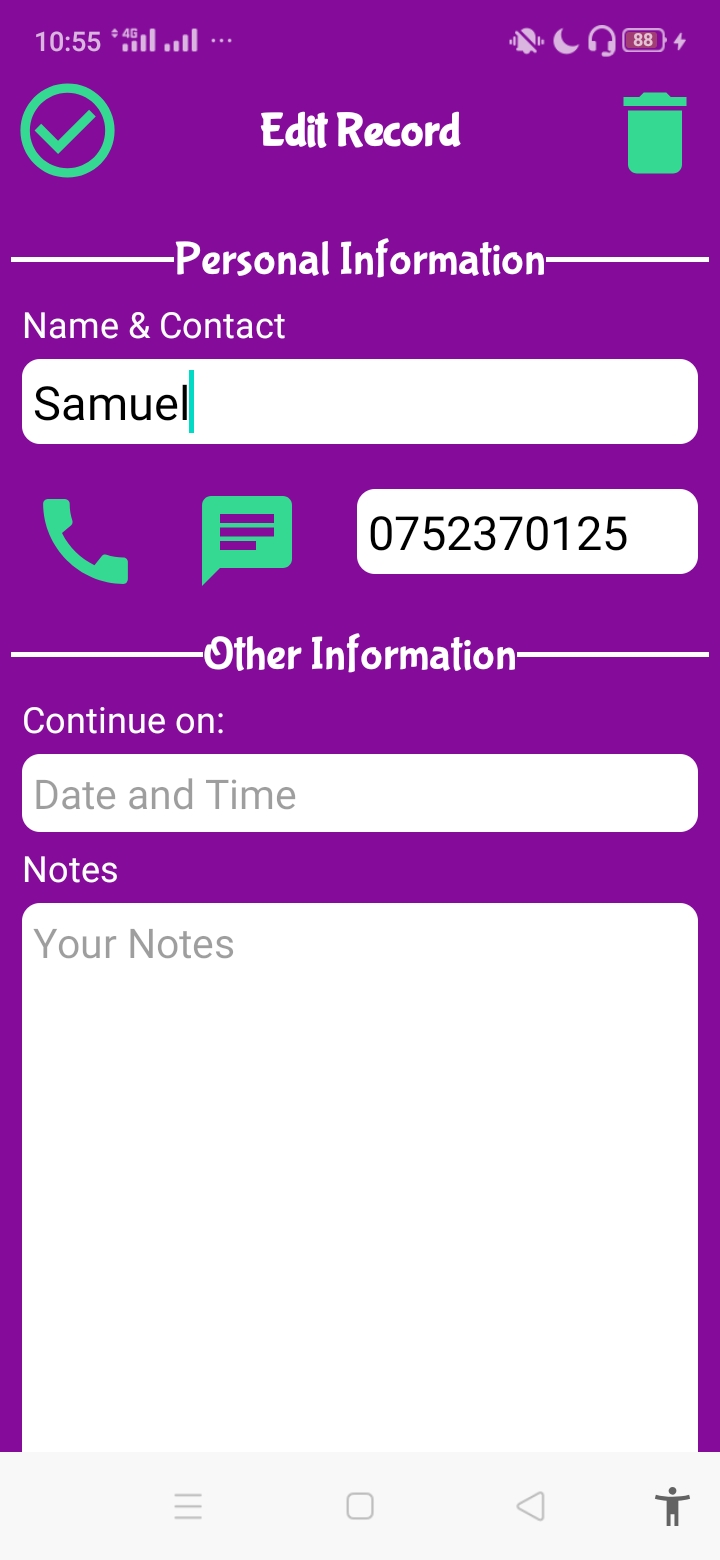 10:55 4G ... 88
Edit Record
Personal Information
Name & Contact
Samuel
0752370125
Other Information
Continue on:
Date and Time
Notes
Your Notes